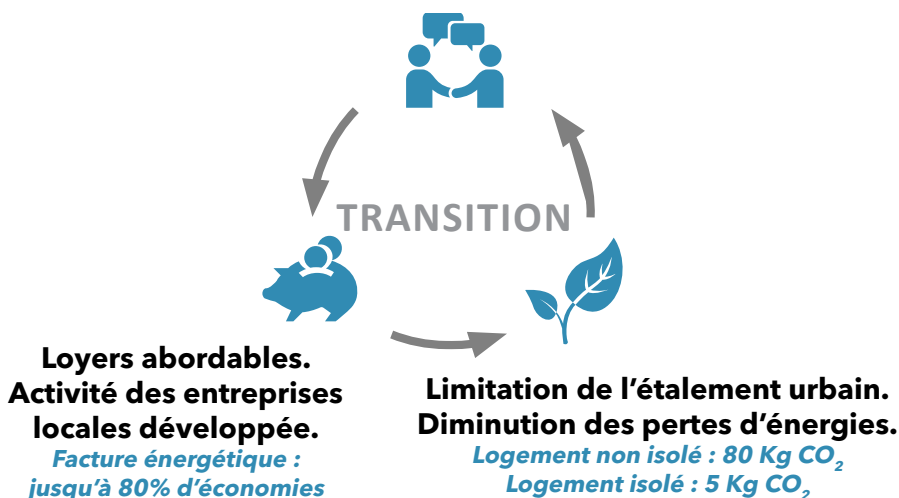 TRANSITION
Loyers abordables.
Activité des entreprises
locales développée.
Facture énergétique :
jusqu’à 80% d’économies
Limitation de l’étalement urbain.
Diminution des pertes d’énergies.
Logement non isolé : 80 Kg CO₂
Logement isolé : 5 Kg CO₂